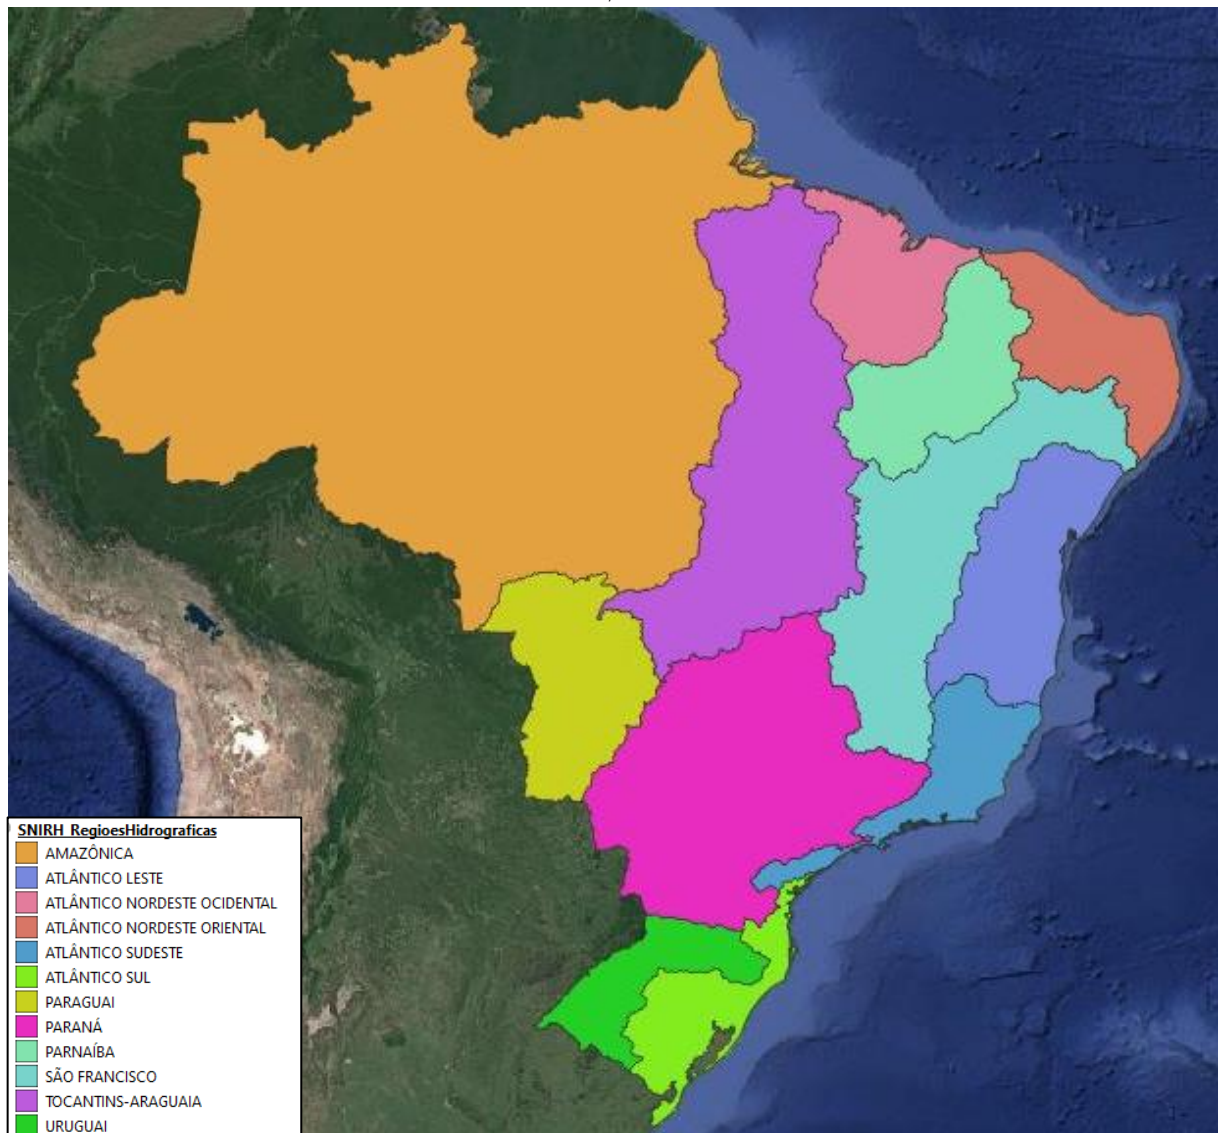 SNIRH_RegioesHidrograficas
AMAZÔNICA
ATLÂNTICO LESTE
ATLÂNTICO NORDESTE OCIDENTAL
ATLÂNTICO NORDESTE ORIENTAL
ATLÂNTICO SUDESTE
ATLÂNTICO SUL
PARAGUAI
PARANÁ
PARNAÍBA
SÃO FRANCISCO
TOCANTINS-ARAGUAIA
URUGUAI